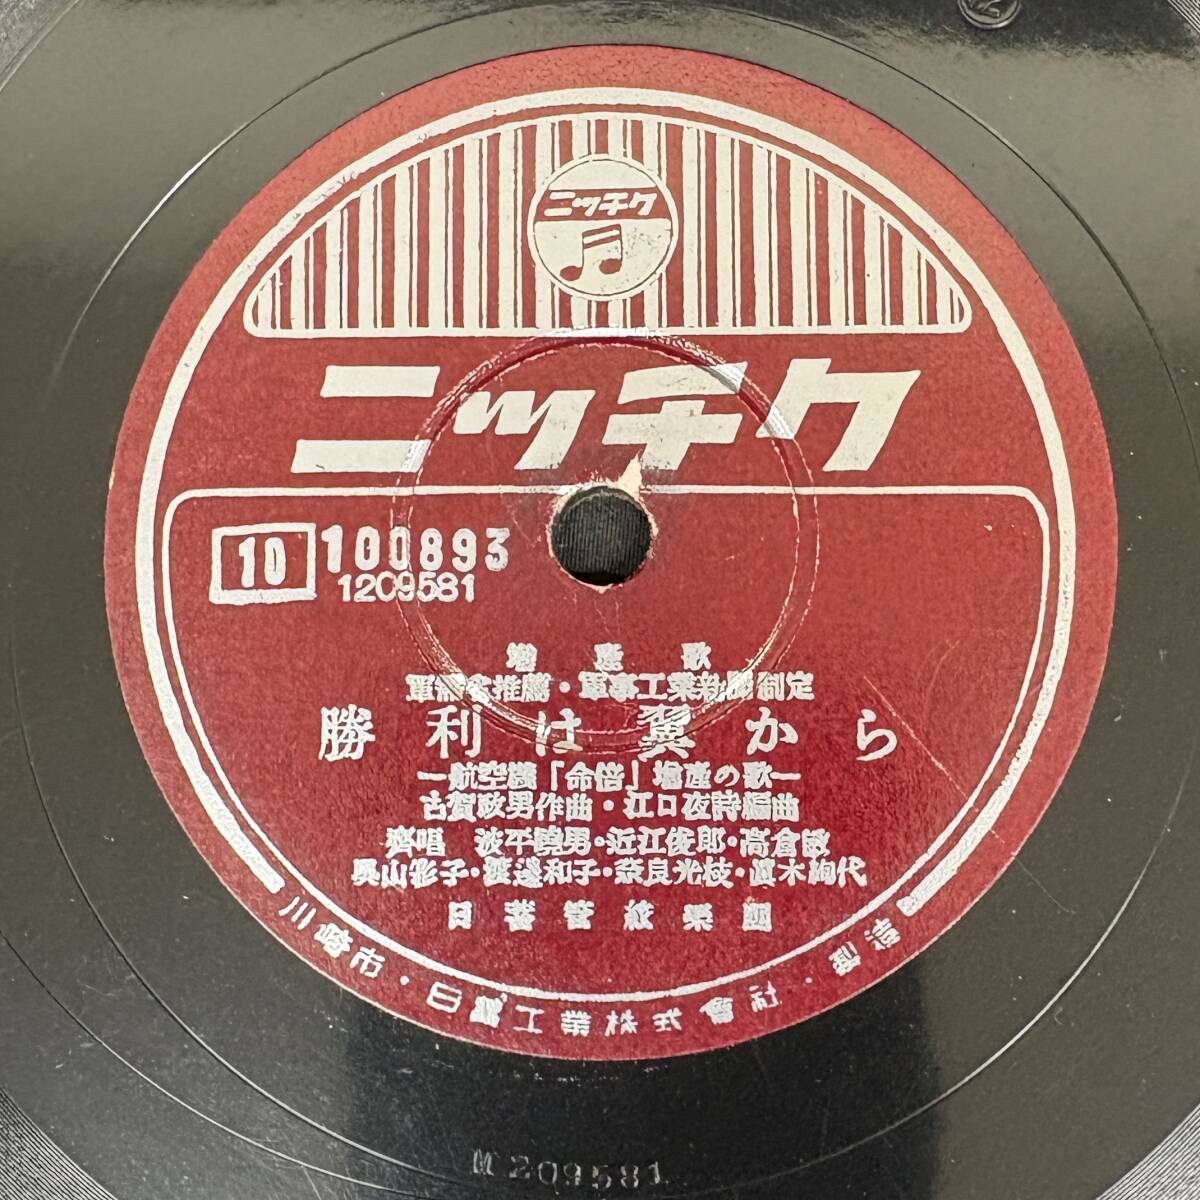 ニッチク
ニッチク
10 100893
1209581
増産歌
軍需省推薦・軍需工業新聞制定
勝利は翼から
―航空機「命倍」増産の歌―
古賀政男作曲・江口夜詩編曲
齊唱 波平暁男・近江俊郎・高倉敏
奥山彩子・渡邊和子・奈良光枝・直木絢代
日蓄管絃楽団
川崎市・日蓄工業株式會社・製造
M209581